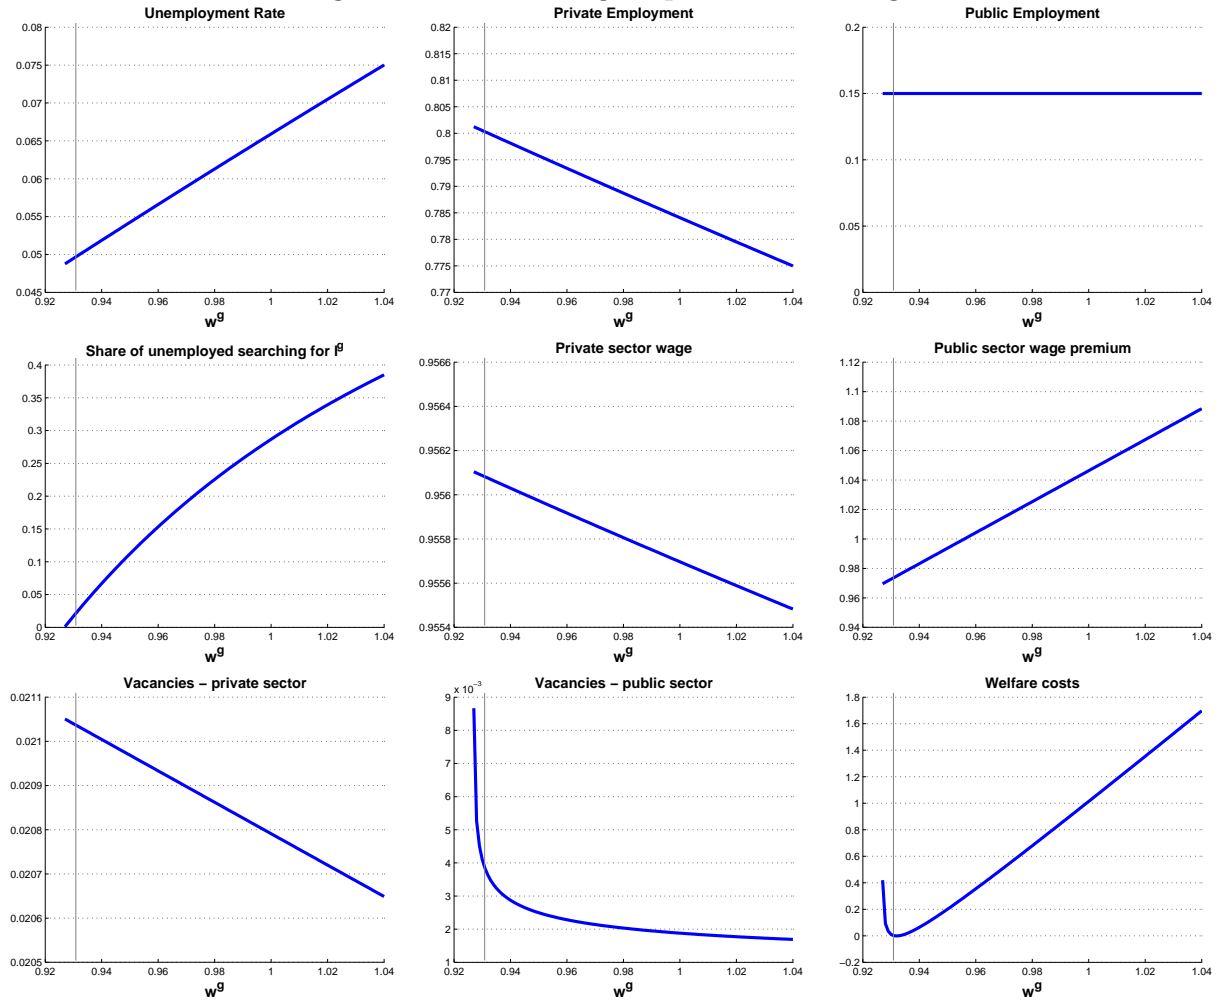 Unemployment Rate
0.08
0.075
0.07
0.065
0.06
0.055
0.05
0.045
0.92 0.94 0.96 0.98 1 1.02 1.04
wg
Private Employment
0.82
0.815
0.81
0.805
0.8
0.795
0.79
0.785
0.78
0.775
0.77
0.92 0.94 0.96 0.98 1 1.02 1.04
wg
Public Employment
0.2
0.15
0.1
0.05
0
0.92 0.94 0.96 0.98 1 1.02 1.04
wg
Share of unemployed searching for lg
0.4
0.35
0.3
0.25
0.2
0.15
0.1
0.05
0
0.92 0.94 0.96 0.98 1 1.02 1.04
wg
Private sector wage
0.9566
0.9564
0.9562
0.956
0.9558
0.9556
0.9554
0.92 0.94 0.96 0.98 1 1.02 1.04
wg
Public sector wage premium
1.12
1.1
1.08
1.06
1.04
1.02
1
0.98
0.96
0.94
0.92 0.94 0.96 0.98 1 1.02 1.04
wg
Vacancies − private sector
0.0211
0.021
0.0209
0.0208
0.0207
0.0206
0.0205
0.92 0.94 0.96 0.98 1 1.02 1.04
wg
Vacancies − public sector
x 10−3
9
8
7
6
5
4
3
2
1
0.92 0.94 0.96 0.98 1 1.02 1.04
wg
Welfare costs
1.8
1.6
1.4
1.2
1
0.8
0.6
0.4
0.2
0
−0.2
0.92 0.94 0.96 0.98 1 1.02 1.04
wg